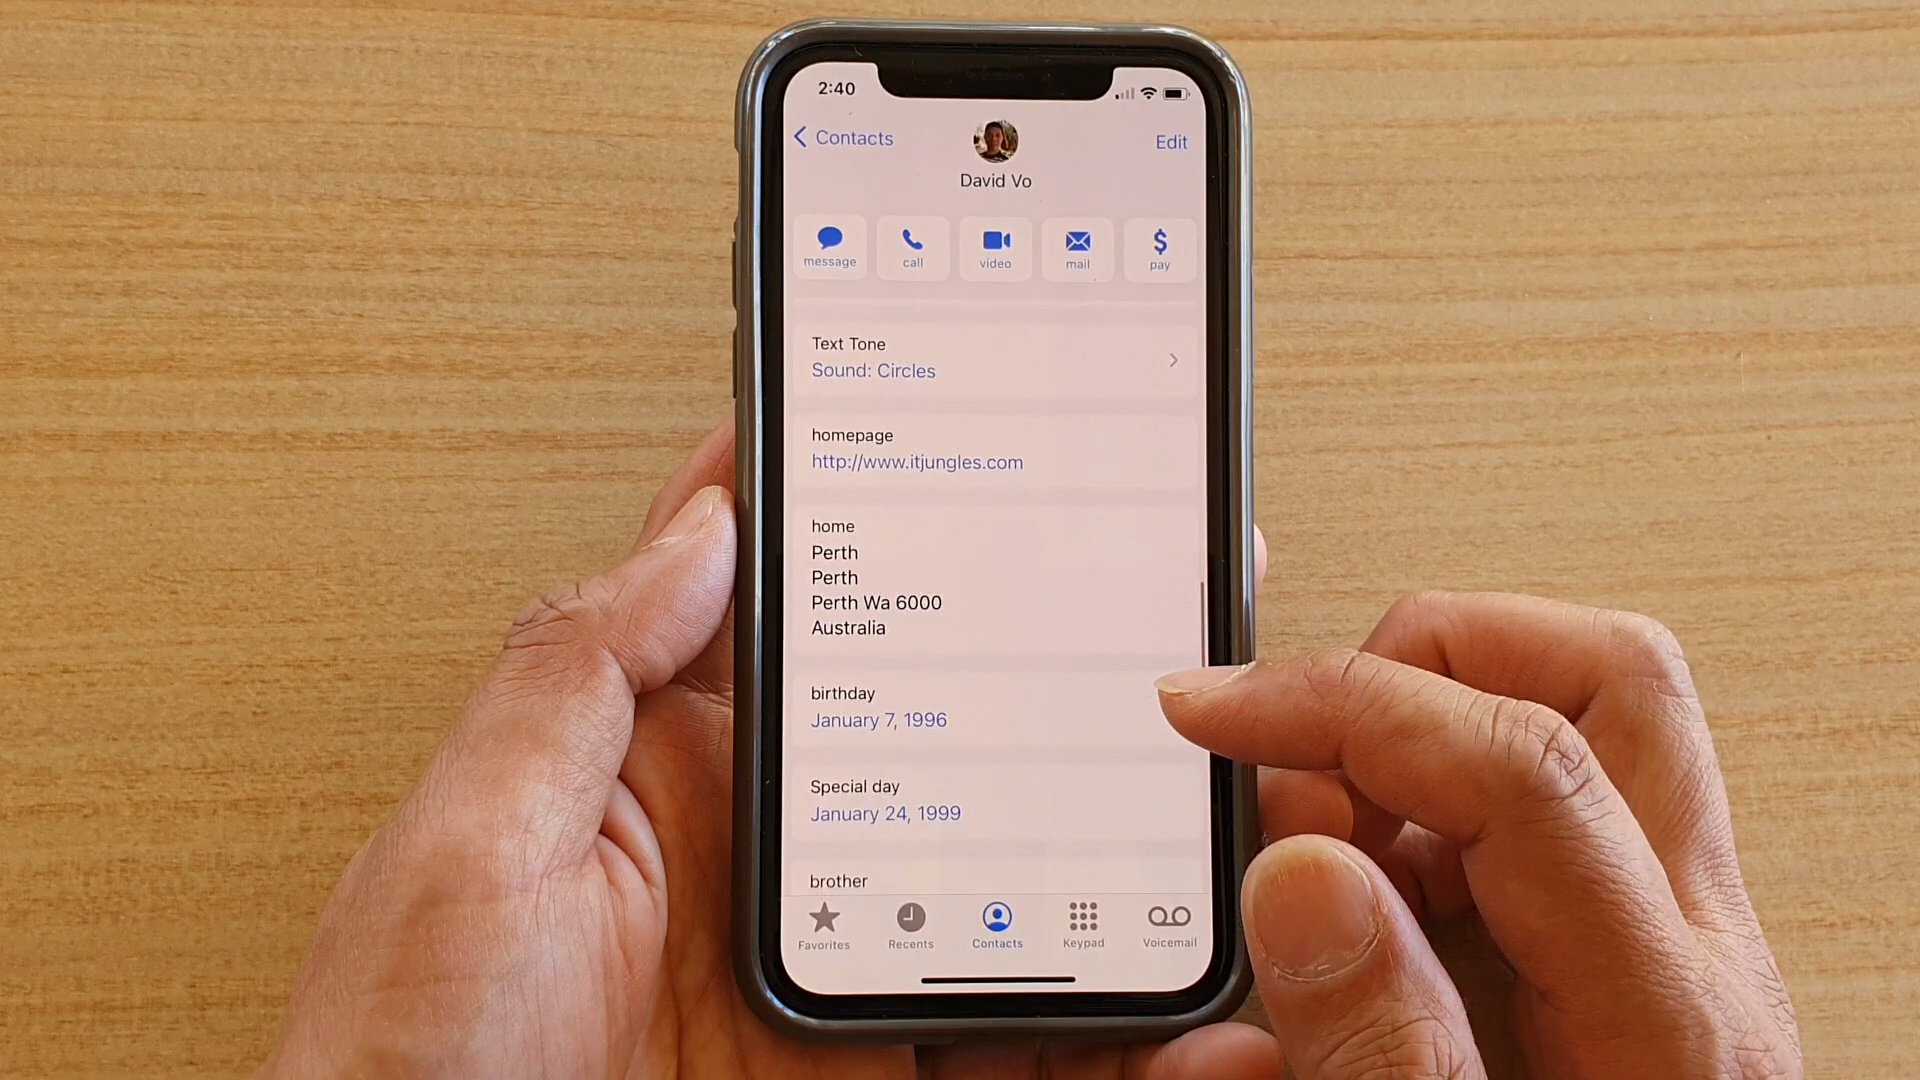 2:40
Contacts
Edit
David Vo
message
call
video
mail
pay
Text Tone
Sound: Circles
homepage
http://www.itjungles.com
home
Perth
Perth
Perth Wa 6000
Australia
birthday
January 7, 1996
Special day
January 24, 1999
brother
Favorites
Recents
Contacts
Keypad
Voicemail